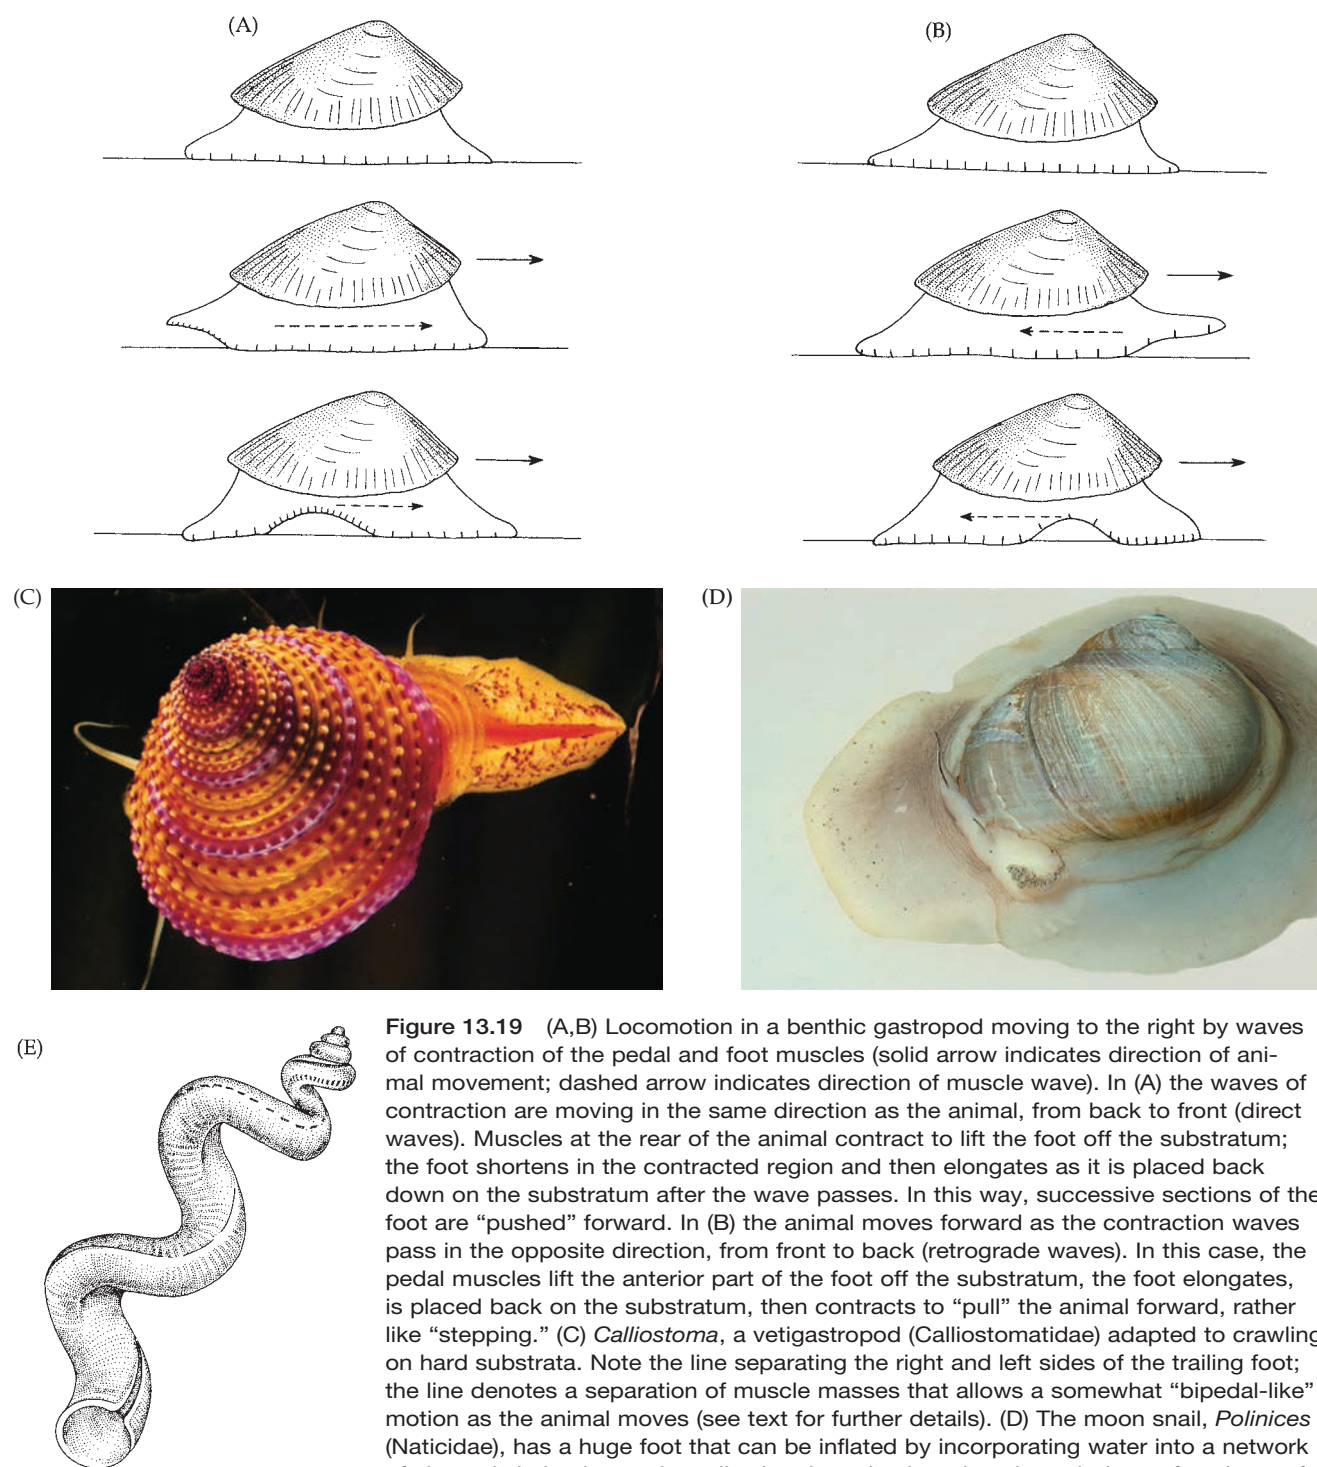 (A)
(B)
(C)
(D)
(E)
Figure 13.19 (A,B) Locomotion in a benthic gastropod moving to the right by waves
of contraction of the pedal and foot muscles (solid arrow indicates direction of ani-
mal movement; dashed arrow indicates direction of muscle wave). In (A) the waves of
contraction are moving in the same direction as the animal, from back to front (direct
waves). Muscles at the rear of the animal contract to lift the foot off the substratum;
the foot shortens in the contracted region and then elongates as it is placed back
down on the substratum after the wave passes. In this way, successive sections of the
foot are “pushed” forward. In (B) the animal moves forward as the contraction waves
pass in the opposite direction, from front to back (retrograde waves). In this case, the
pedal muscles lift the anterior part of the foot off the substratum, the foot elongates,
is placed back on the substratum, then contracts to “pull” the animal forward, rather
like “stepping.” (C) Calliostoma, a vetigastropod (Calliostomatidae) adapted to crawling
on hard substrata. Note the line separating the right and left sides of the trailing foot;
the line denotes a separation of muscle masses that allows a somewhat “bipedal-like”
motion as the animal moves (see text for further details). (D) The moon snail, Polinices
(Naticidae), has a huge foot that can be inflated by incorporating water into a network